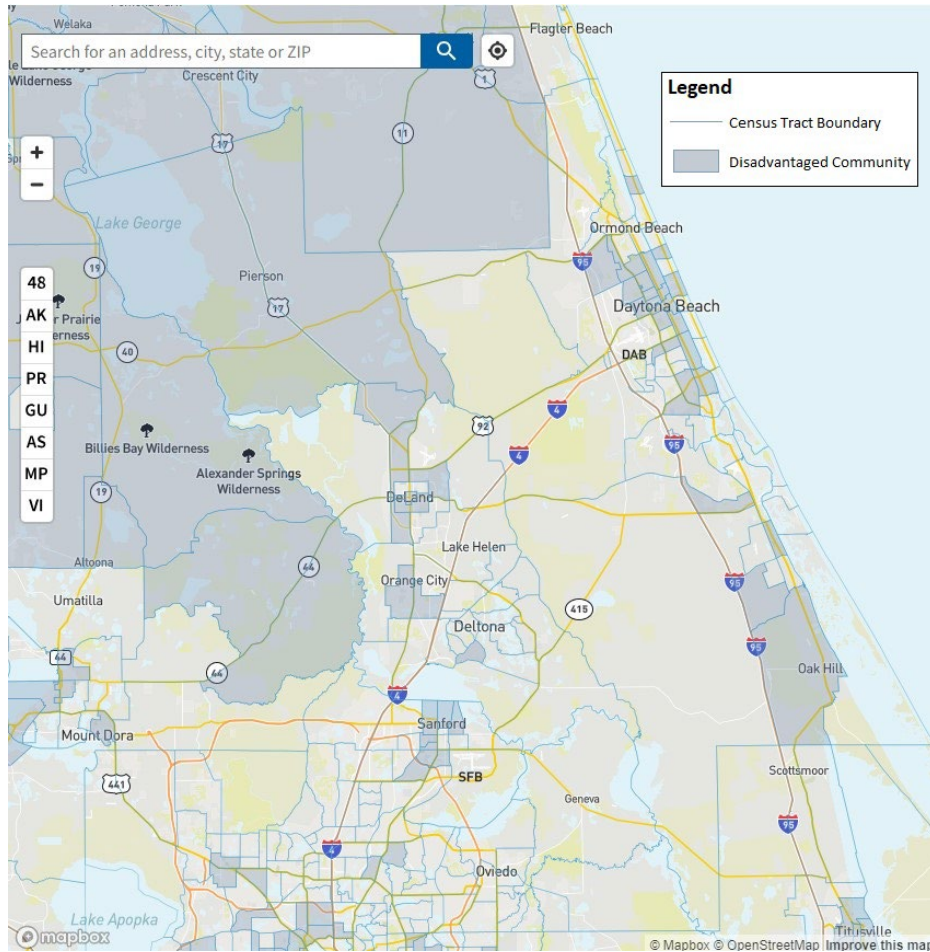 Welaka
Flagler Beach
Search for an address, city, state or ZIP
Wilderness
Crescent City
1
Legend
Census Tract Boundary
Disadvantaged Community
11
17
+
−
Lake George
Ormond Beach
95
19
Pierson
48
17
Daytona Beach
AK
Prairie
HI
40
DAB
PR
GU
4
92
AS
95
Billies Bay Wilderness
4
MP
Alexander Springs
Wilderness
19
VI
DeLand
Lake Helen
Altoona
44
Orange City
95
Umatilla
415
Deltona
95
44
44
Oak Hill
4
Sanford
Mount Dora
SFB
Scottsmoor
441
Geneva
95
4
Oviedo
Lake Apopka
Titusville
mapbox
© Mapbox © OpenStreetMap Improve this map